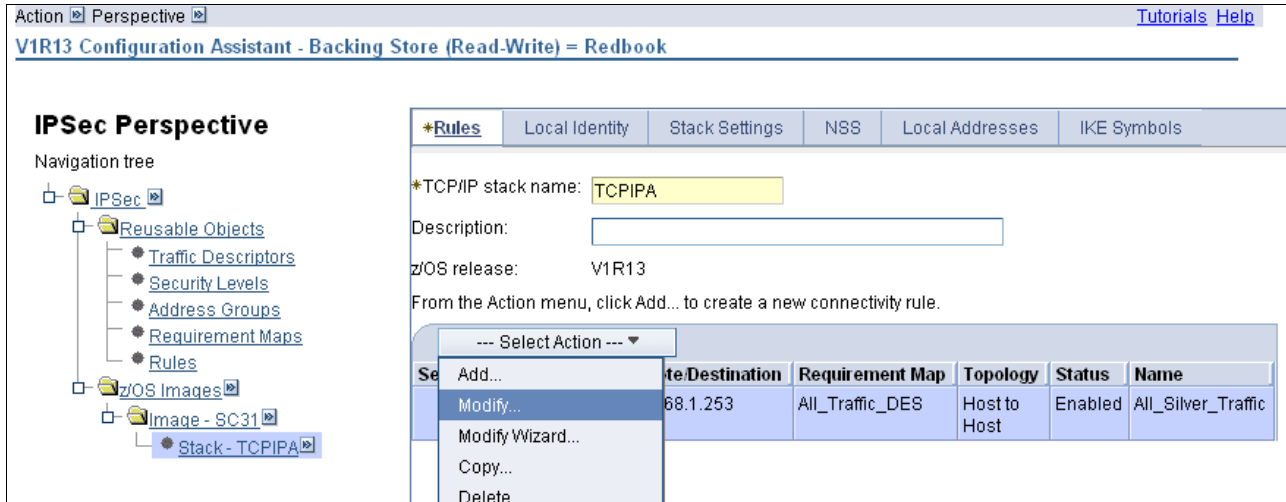 Action Perspective Tutorials Help
V1R13 Configuration Assistant - Backing Store (Read-Write) = Redbook
IPSec Perspective
Navigation tree
IPSec
Reusable Objects
Traffic Descriptors
Security Levels
Address Groups
Requirement Maps
Rules
z/OS Images
Image - SC31
Stack - TCPIPA
*Rules Local Identity Stack Settings NSS Local Addresses IKE Symbols
*TCP/IP stack name: TCPIPA
Description:
z/OS release: V1R13
From the Action menu, click Add... to create a new connectivity rule.
--- Select Action ---
Se te/Destination Requirement Map Topology Status Name
68.1.253 All_Traffic_DES Host to Host Enabled All_Silver_Traffic
Add...
Modify...
Modify Wizard...
Copy...
Delete